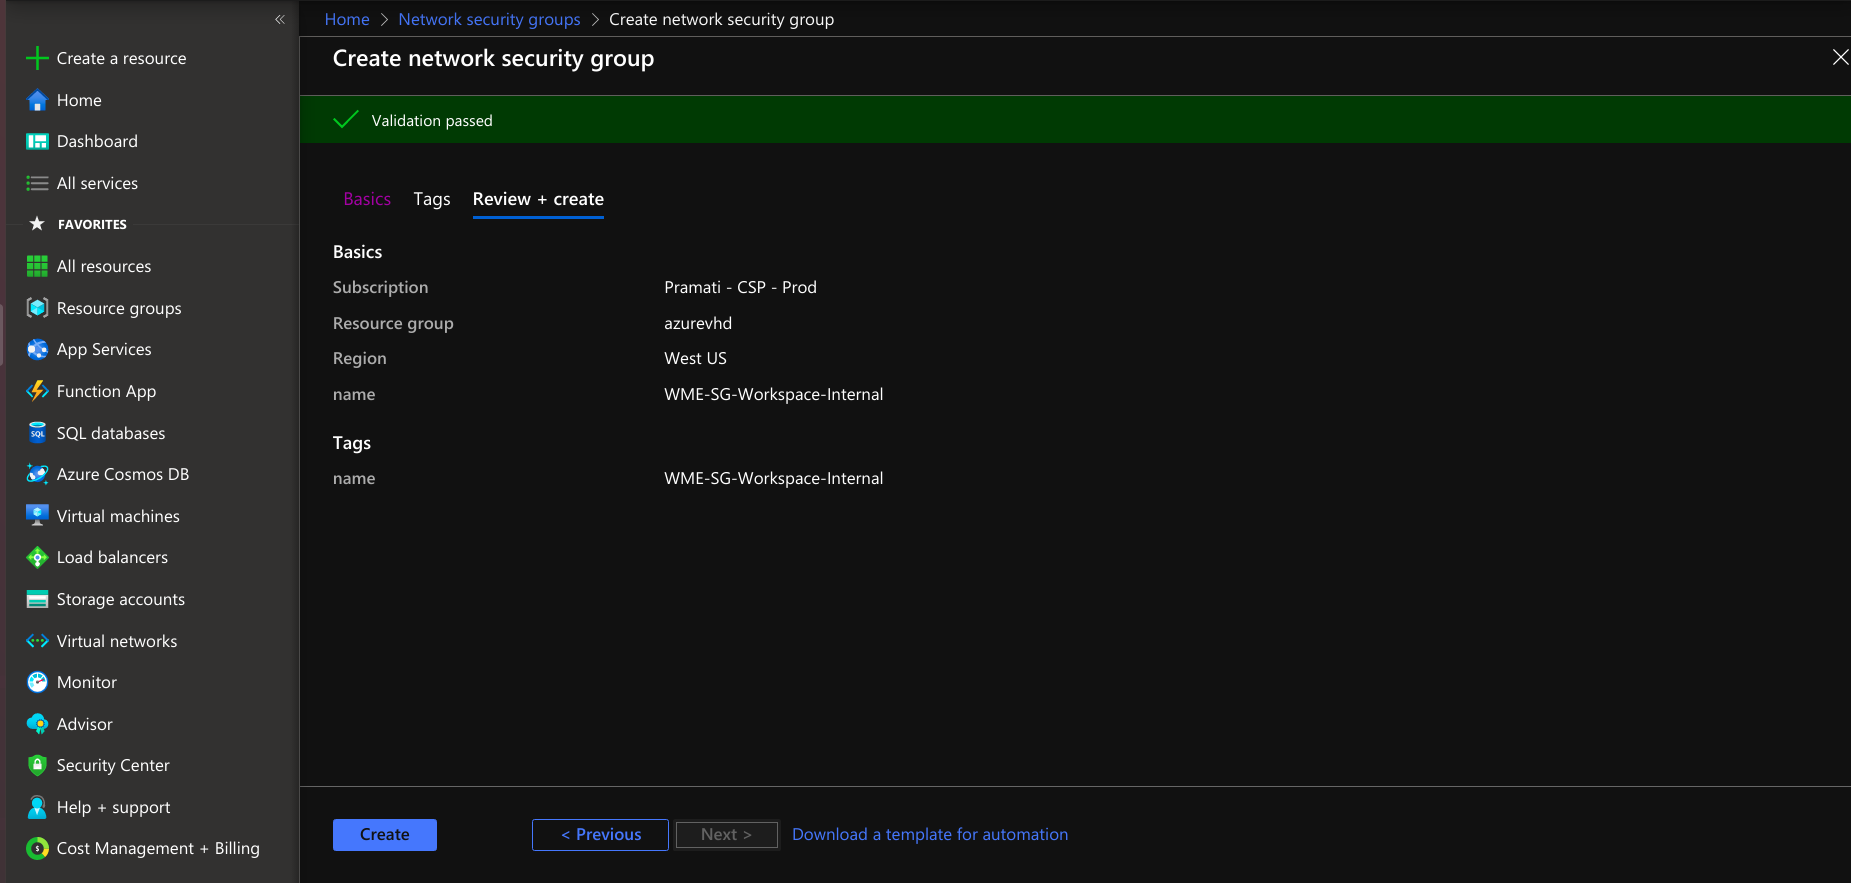 «
Create a resource
Home
Dashboard
All services
FAVORITES
All resources
Resource groups
App Services
Function App
SQL databases
Azure Cosmos DB
Virtual machines
Load balancers
Storage accounts
Virtual networks
Monitor
Advisor
Security Center
Help + support
Cost Management + Billing
Home > Network security groups > Create network security group
Create network security group
Validation passed
Basics Tags Review + create
Basics
Subscription Pramati - CSP - Prod
Resource group azurevhd
Region West US
name WME-SG-Workspace-Internal
Tags
name WME-SG-Workspace-Internal
Create < Previous Next > Download a template for automation